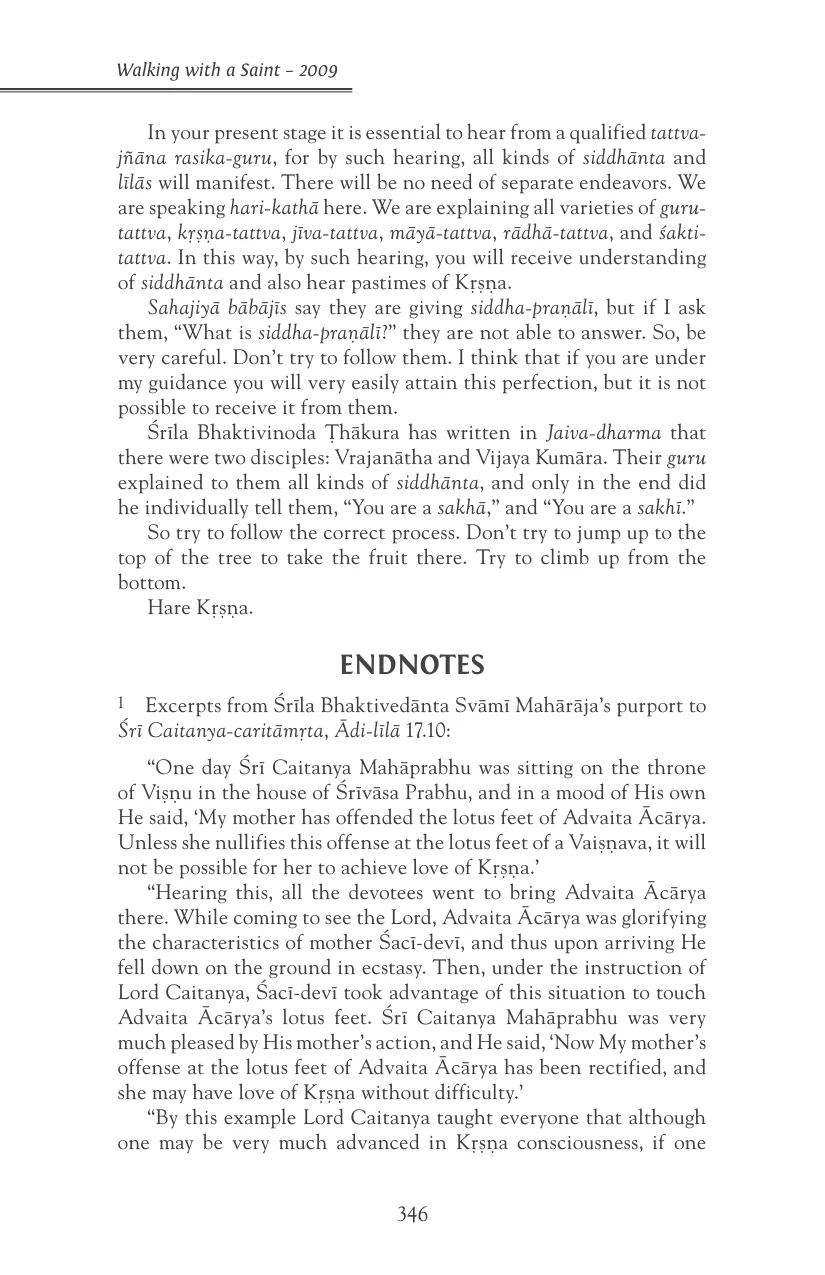 Walking with a Saint – 2009
In your present stage it is essential to hear from a qualified tattva-
jñāna rasika-guru, for by such hearing, all kinds of siddhānta and
līlās will manifest. There will be no need of separate endeavors. We
are speaking hari-kathā here. We are explaining all varieties of guru-
tattva, kṛṣṇa-tattva, jīva-tattva, māyā-tattva, rādhā-tattva, and śakti-
tattva. In this way, by such hearing, you will receive understanding
of siddhānta and also hear pastimes of Kṛṣṇa.
Sahajiyā bābājīs say they are giving siddha-praṇālī, but if I ask
them, “What is siddha-praṇālī?” they are not able to answer. So, be
very careful. Don’t try to follow them. I think that if you are under
my guidance you will very easily attain this perfection, but it is not
possible to receive it from them.
Śrīla Bhaktivinoda Ṭhākura has written in Jaiva-dharma that
there were two disciples: Vrajanātha and Vijaya Kumāra. Their guru
explained to them all kinds of siddhānta, and only in the end did
he individually tell them, “You are a sakhā,” and “You are a sakhī.”
So try to follow the correct process. Don’t try to jump up to the
top of the tree to take the fruit there. Try to climb up from the
bottom.
Hare Kṛṣṇa.
ENDNOTES
1 Excerpts from Śrīla Bhaktivedānta Svāmī Mahārāja’s purport to
Śrī Caitanya-caritāmṛta, Ādi-līlā 17.10:
“One day Śrī Caitanya Mahāprabhu was sitting on the throne
of Viṣṇu in the house of Śrīvāsa Prabhu, and in a mood of His own
He said, ‘My mother has offended the lotus feet of Advaita Ācārya.
Unless she nullifies this offense at the lotus feet of a Vaiṣṇava, it will
not be possible for her to achieve love of Kṛṣṇa.’
“Hearing this, all the devotees went to bring Advaita Ācārya
there. While coming to see the Lord, Advaita Ācārya was glorifying
the characteristics of mother Śacī-devī, and thus upon arriving He
fell down on the ground in ecstasy. Then, under the instruction of
Lord Caitanya, Śacī-devī took advantage of this situation to touch
Advaita Ācārya’s lotus feet. Śrī Caitanya Mahāprabhu was very
much pleased by His mother’s action, and He said, ‘Now My mother’s
offense at the lotus feet of Advaita Ācārya has been rectified, and
she may have love of Kṛṣṇa without difficulty.’
“By this example Lord Caitanya taught everyone that although
one may be very much advanced in Kṛṣṇa consciousness, if one
346